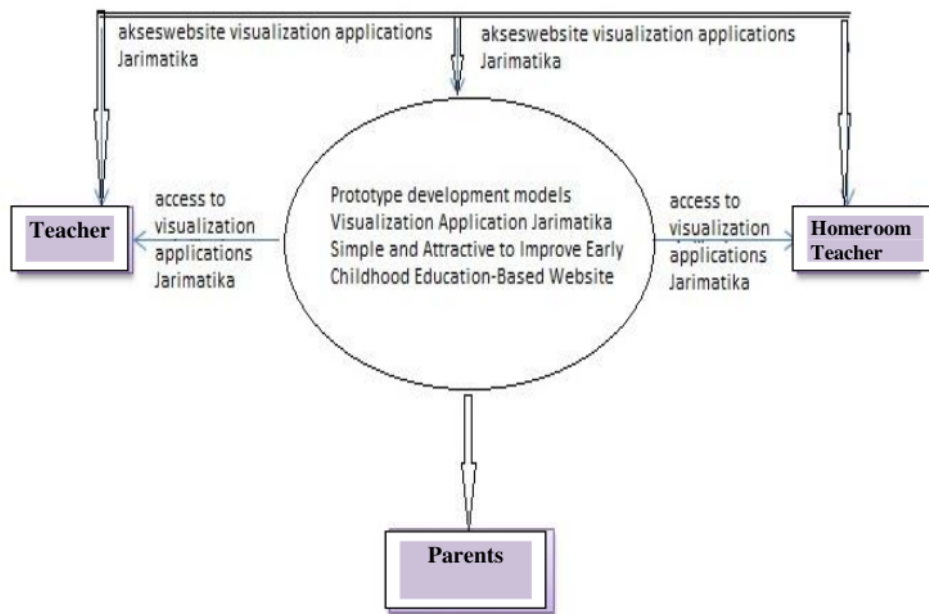 akseswebsite visualization applications
Jarimatika
akseswebsite visualization applications
Jarimatika
Teacher
access to
visualization
applications
Jarimatika
Prototype development models
Visualization Application Jarimatika
Simple and Attractive to Improve Early
Childhood Education-Based Website
access to
visualization
applications
Jarimatika
Homeroom
Teacher
Parents